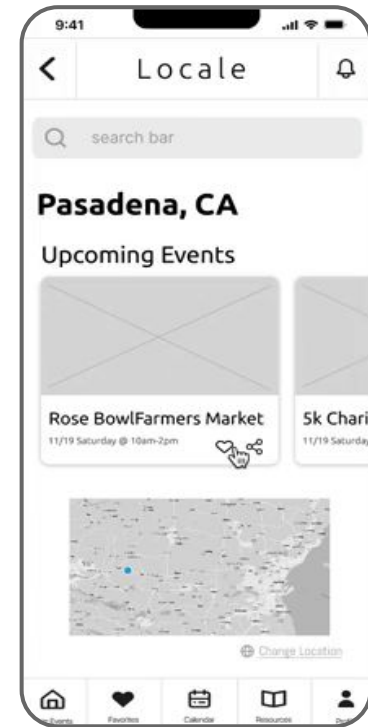 9:41
Locale
search bar
Pasadena, CA
Upcoming Events
Rose BowlFarmers Market
11/19 Saturday @ 10am-2pm
5k Chari
11/19 Saturday
Change Location
Events
Favorites
Calendar
Resources